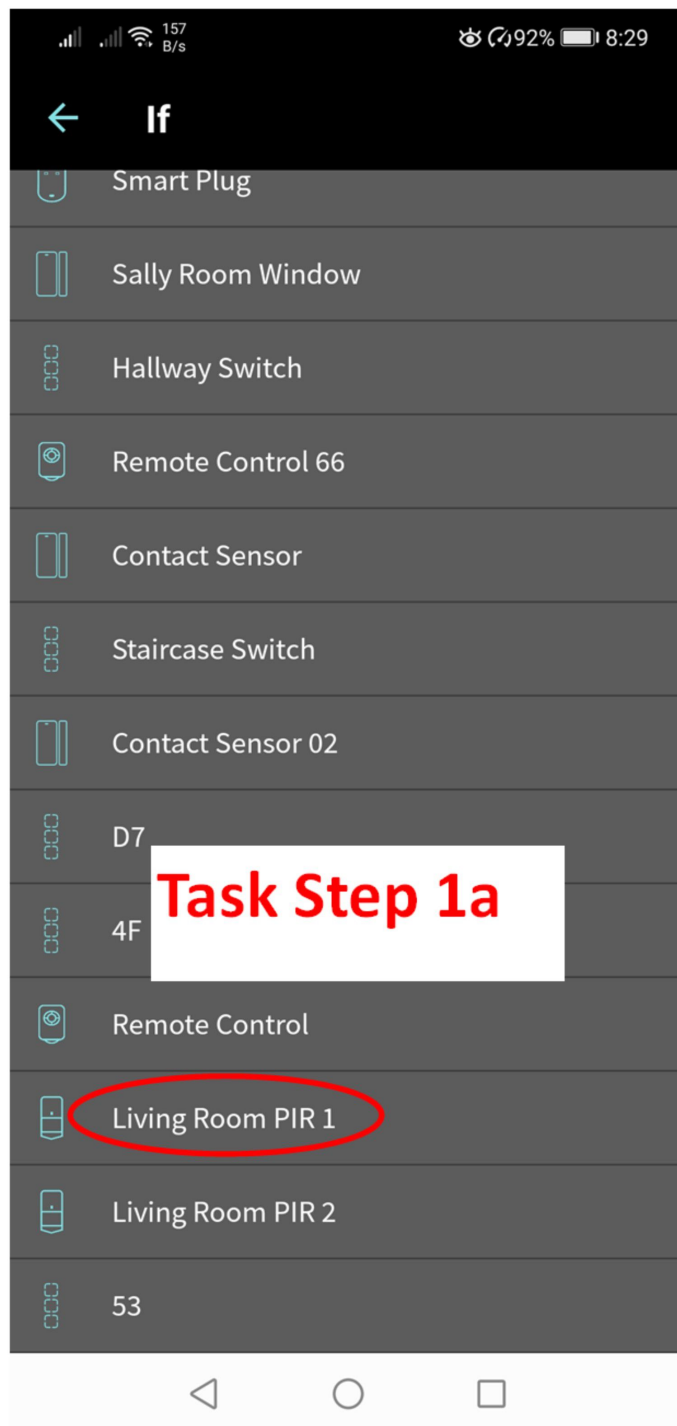 157
B/s
92%
8:29
If
Smart Plug
Sally Room Window
Hallway Switch
Remote Control 66
Contact Sensor
Staircase Switch
Contact Sensor 02
D7
Task Step 1a
4F
Remote Control
Living Room PIR 1
Living Room PIR 2
53